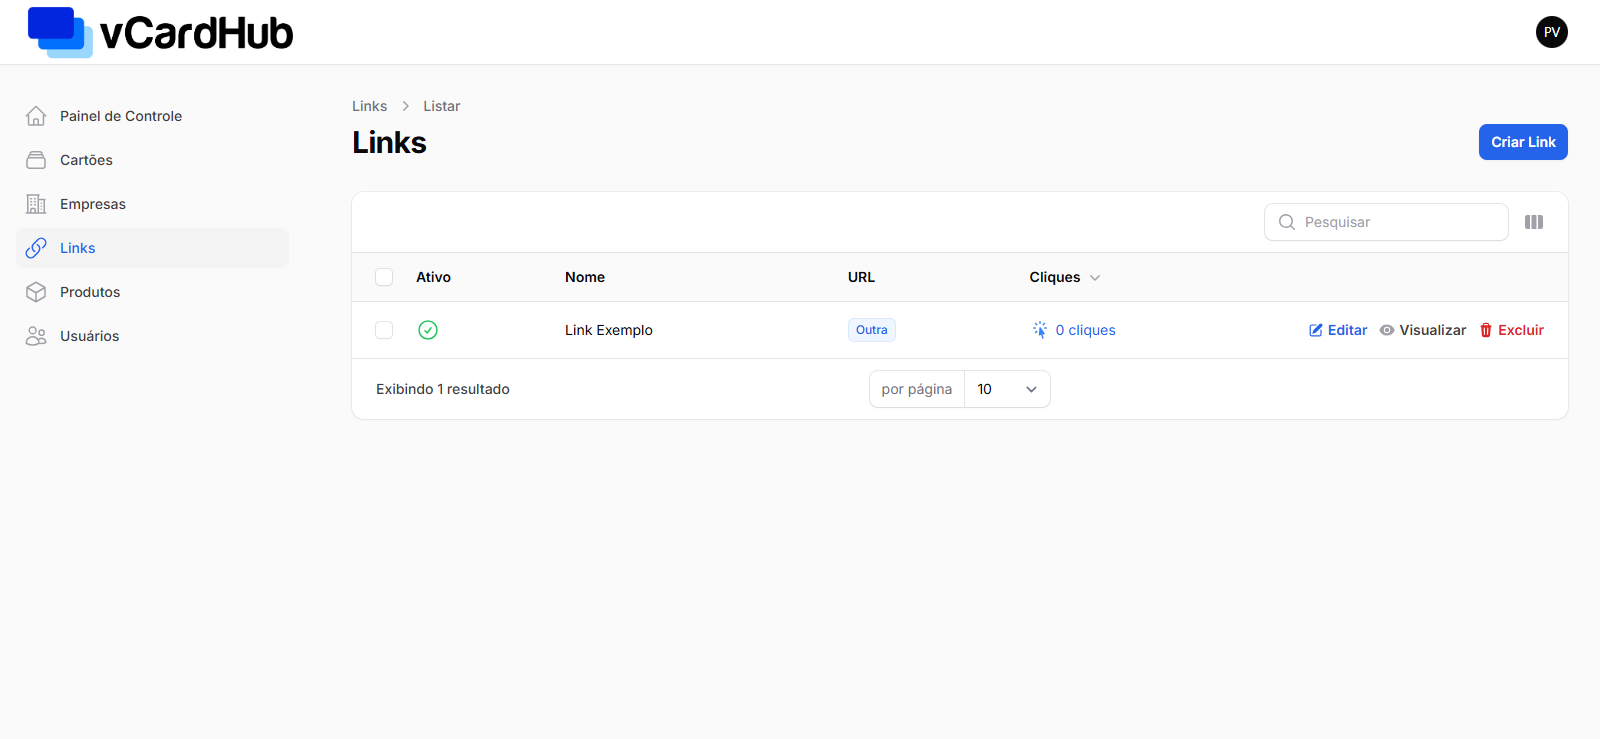 vCardHub
PV
Painel de Controle
Cartões
Empresas
Links
Produtos
Usuários
Links > Listar
Links
Criar Link
Pesquisar
Ativo Nome URL Cliques
Link Exemplo Outra 0 cliques Editar Visualizar Excluir
Exibindo 1 resultado por página 10